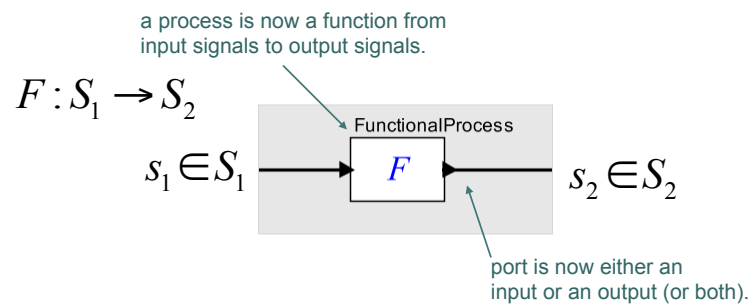 a process is now a function from
input signals to output signals.
F : S₁ → S₂
FunctionalProcess
s₁ ∈ S₁
F
s₂ ∈ S₂
port is now either an
input or an output (or both).